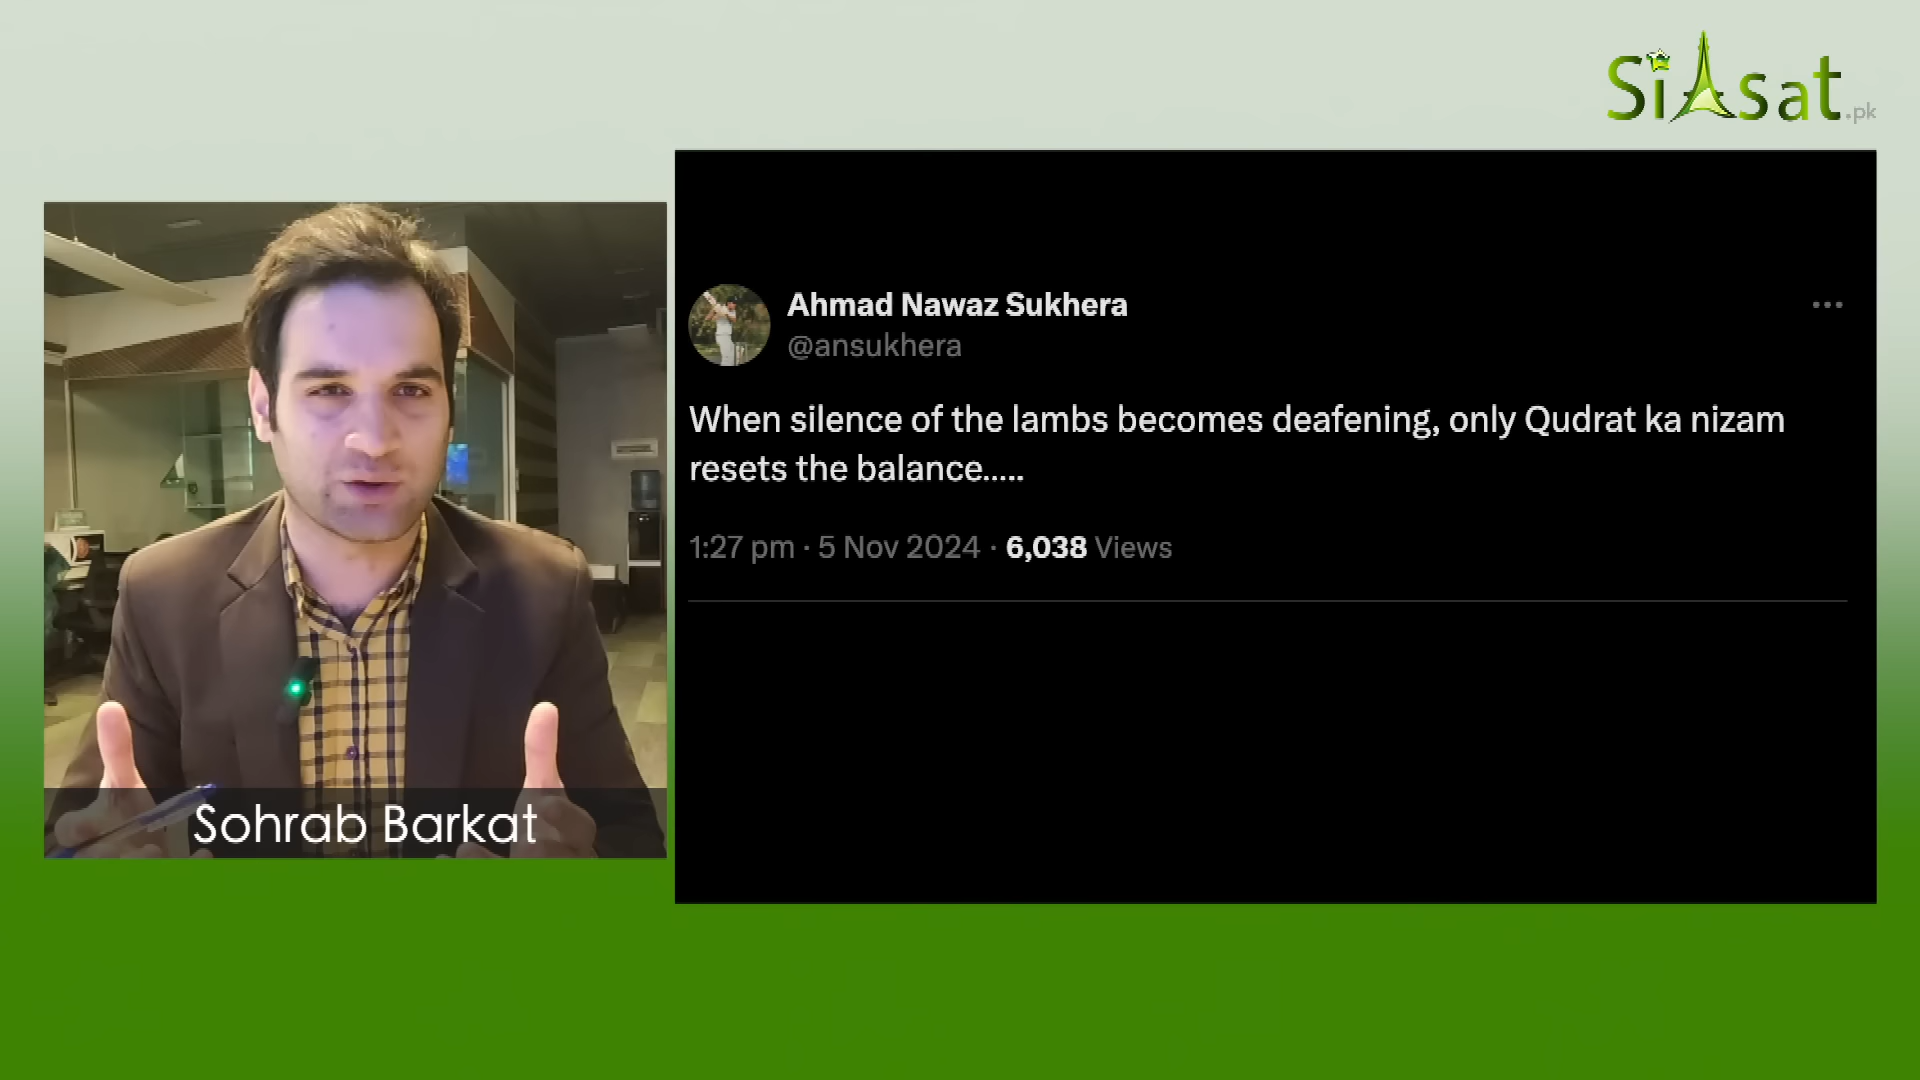 SiAsat.pk
Ahmad Nawaz Sukhera
@ansukhera
When silence of the lambs becomes deafening, only Qudrat ka nizam
resets the balance.....
1:27 pm · 5 Nov 2024 · 6,038 Views
Sohrab Barkat